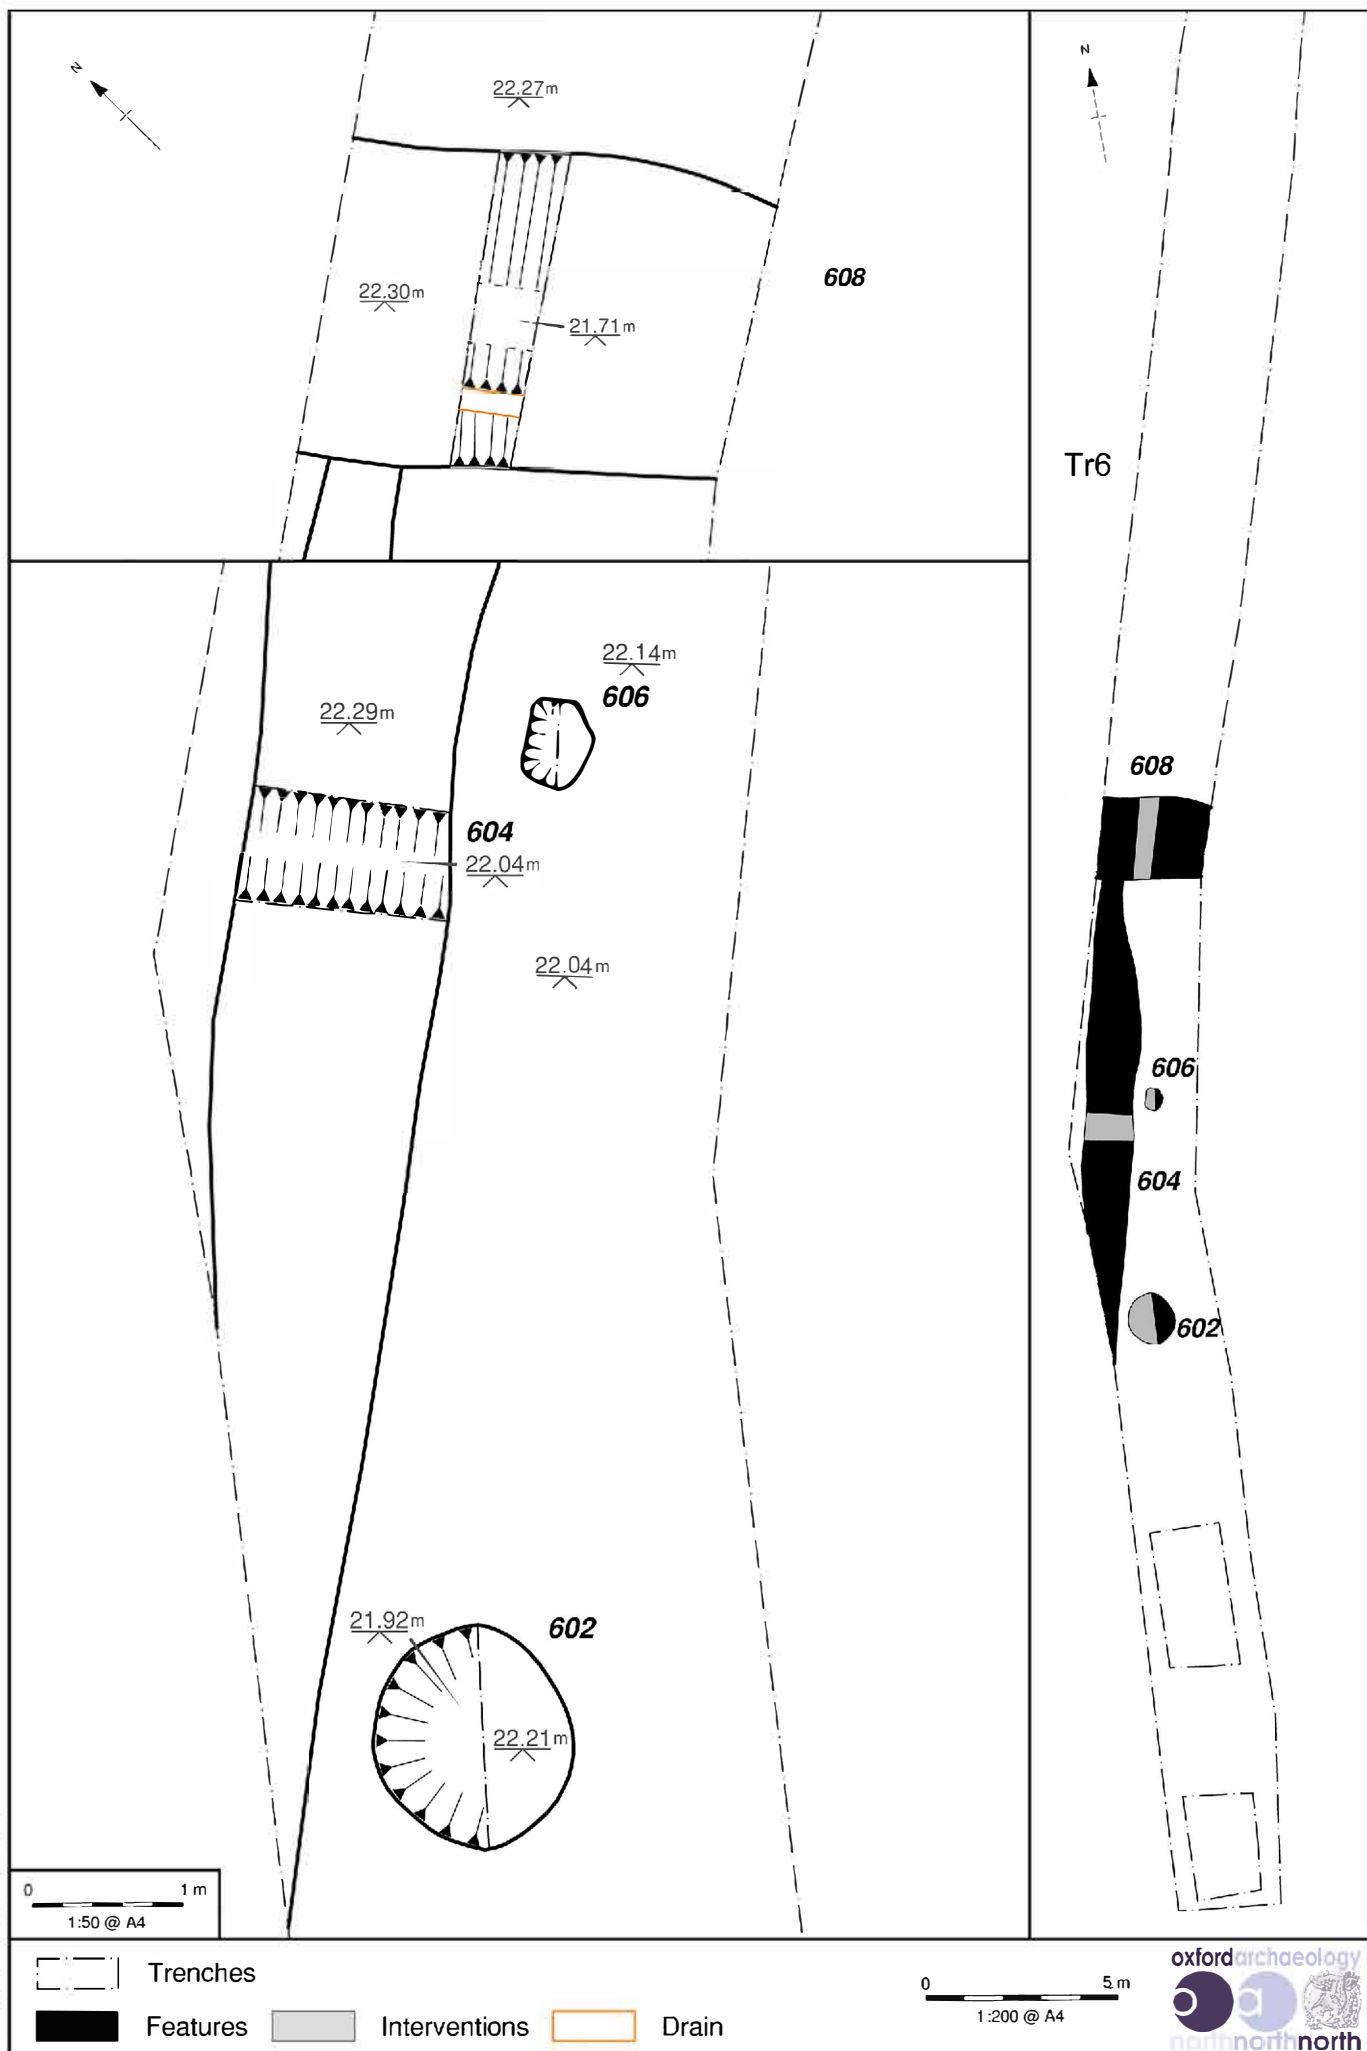 N
22.27m
22.30m
21.71m
608
22.29m
22.14m
606
604
22.04m
22.04m
21.92m
602
22.21m
0 1 m
1:50 @ A4
N
Tr6
608
606
604
602
Trenches
Features
Interventions
Drain
0 5 m
1:200 @ A4
oxfordarchaeology
a a
northnorthnorth